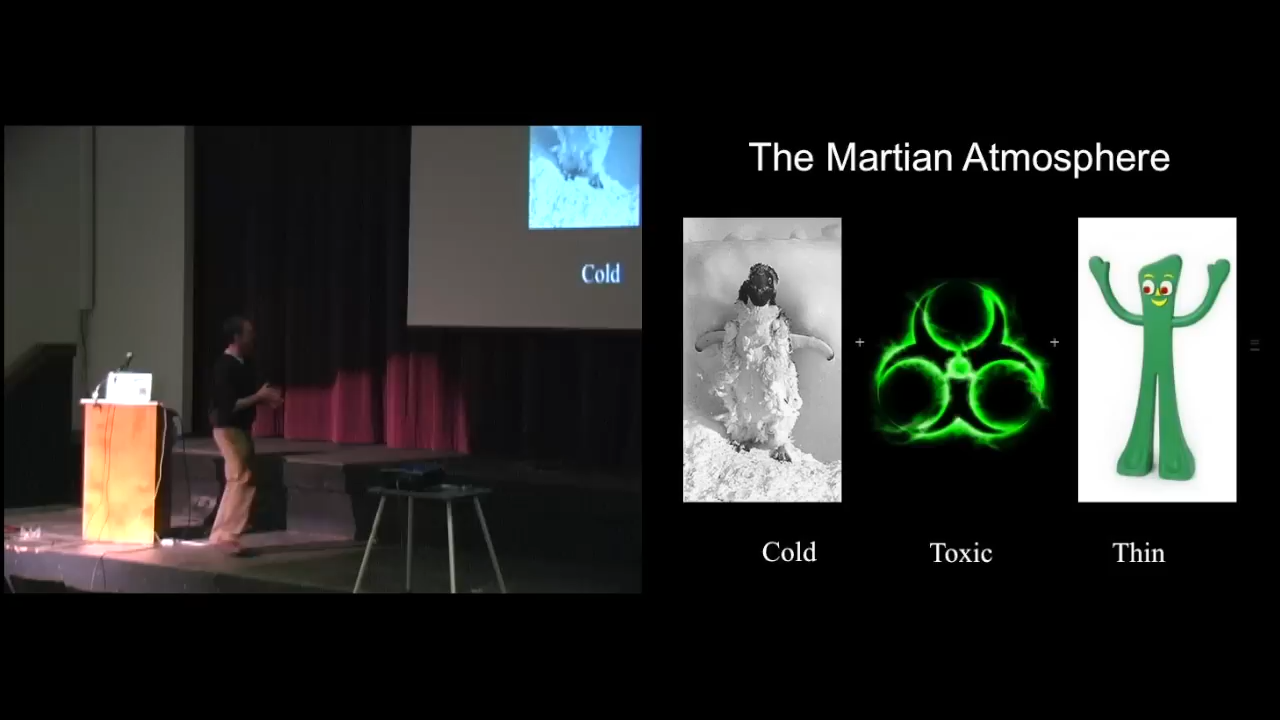 The Martian Atmosphere
Cold
+
+
=
Cold
Toxic
Thin